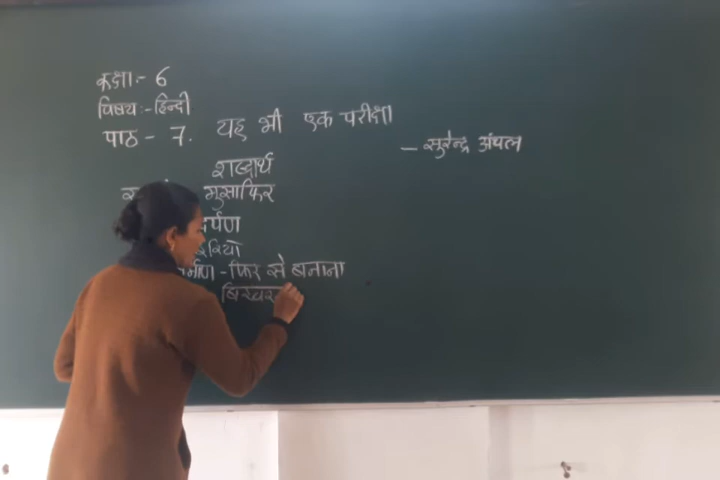 कक्षा:- 6
विषय:- हिन्दी
पाठ - 7. यह भी एक परीक्षा
- सुरेन्द्र अंचल
शब्दार्थ
मुसाफिर
र्पण
फिर से बनाना
बिखर